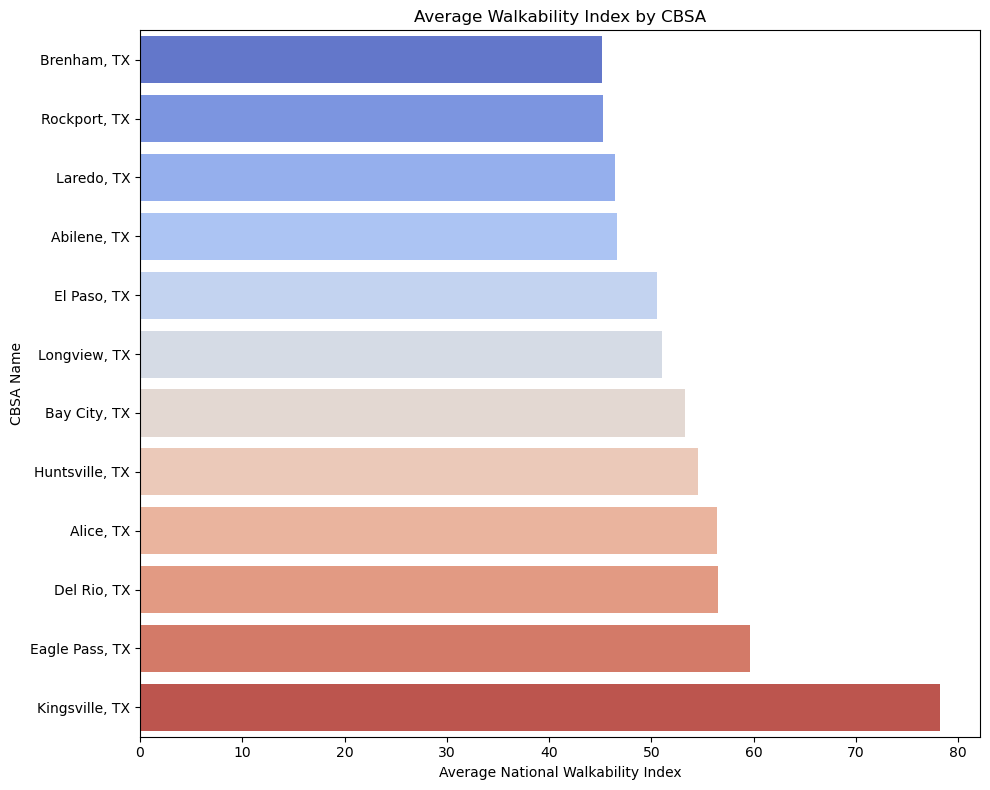 Average Walkability Index by CBSA
CBSA Name
Brenham, TX
Rockport, TX
Laredo, TX
Abilene, TX
El Paso, TX
Longview, TX
Bay City, TX
Huntsville, TX
Alice, TX
Del Rio, TX
Eagle Pass, TX
Kingsville, TX
0 10 20 30 40 50 60 70 80
Average National Walkability Index